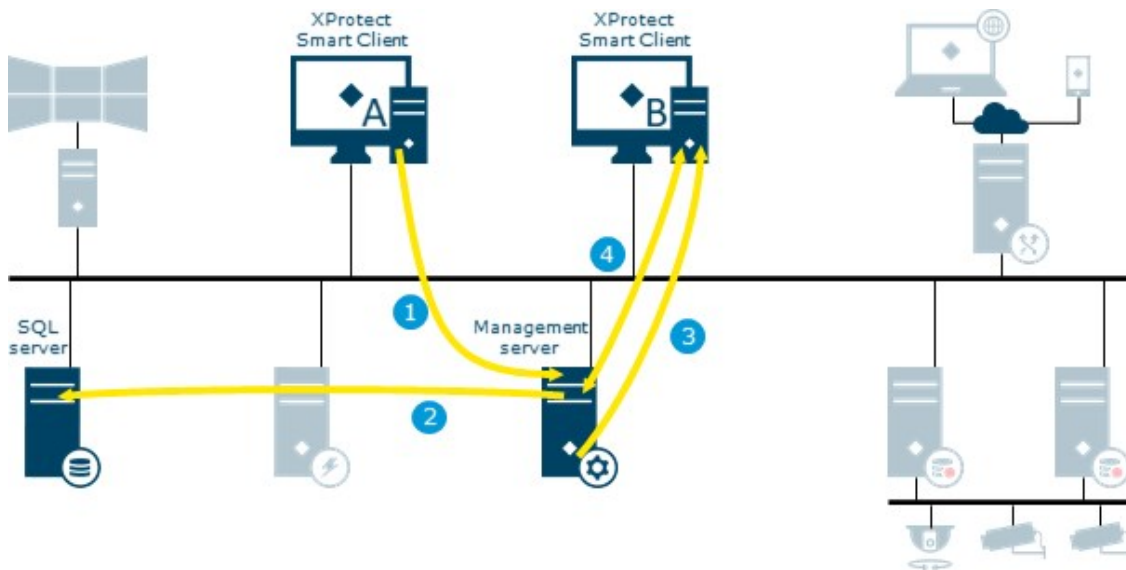 XProtect
Smart Client
XProtect
Smart Client
A
B
4
1
3
SQL
server
Management
server
2